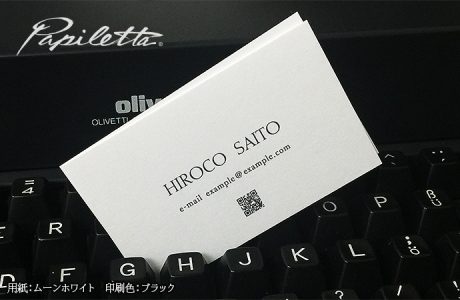 Papiletta®
oliv
OLIVETTI
HIROCO SAITO
e-mail example@example.com
R O P
D F G H J K L
用紙：ムーンホワイト 印刷色：ブラック